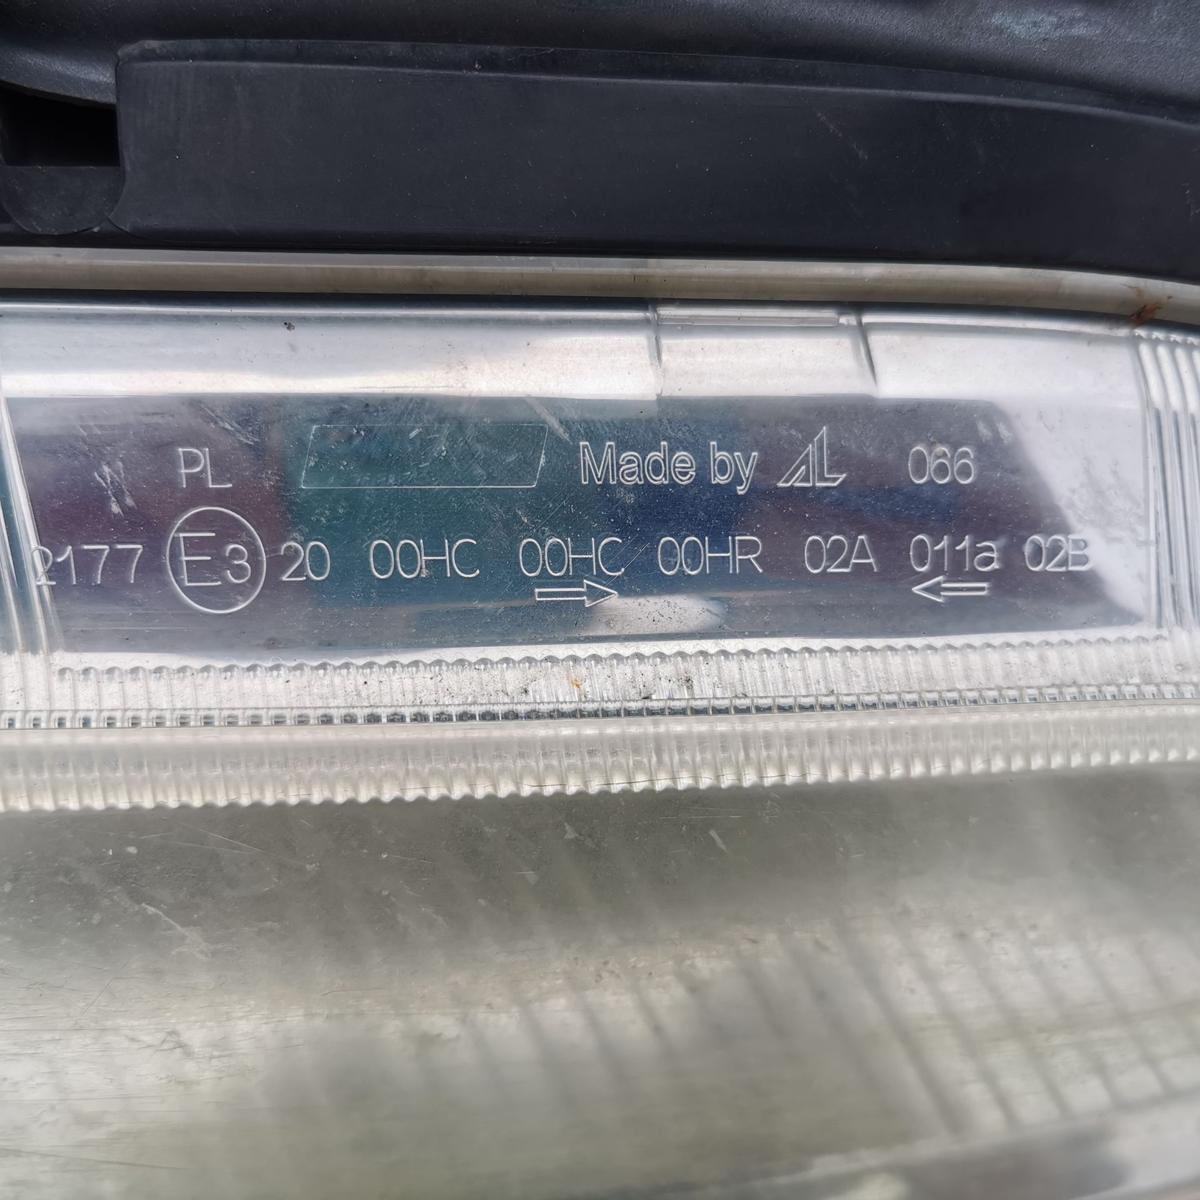 PL Made by AL 066
2177 E3 20 00HC 00HC 00HR 02A 011a 02B
→ ←